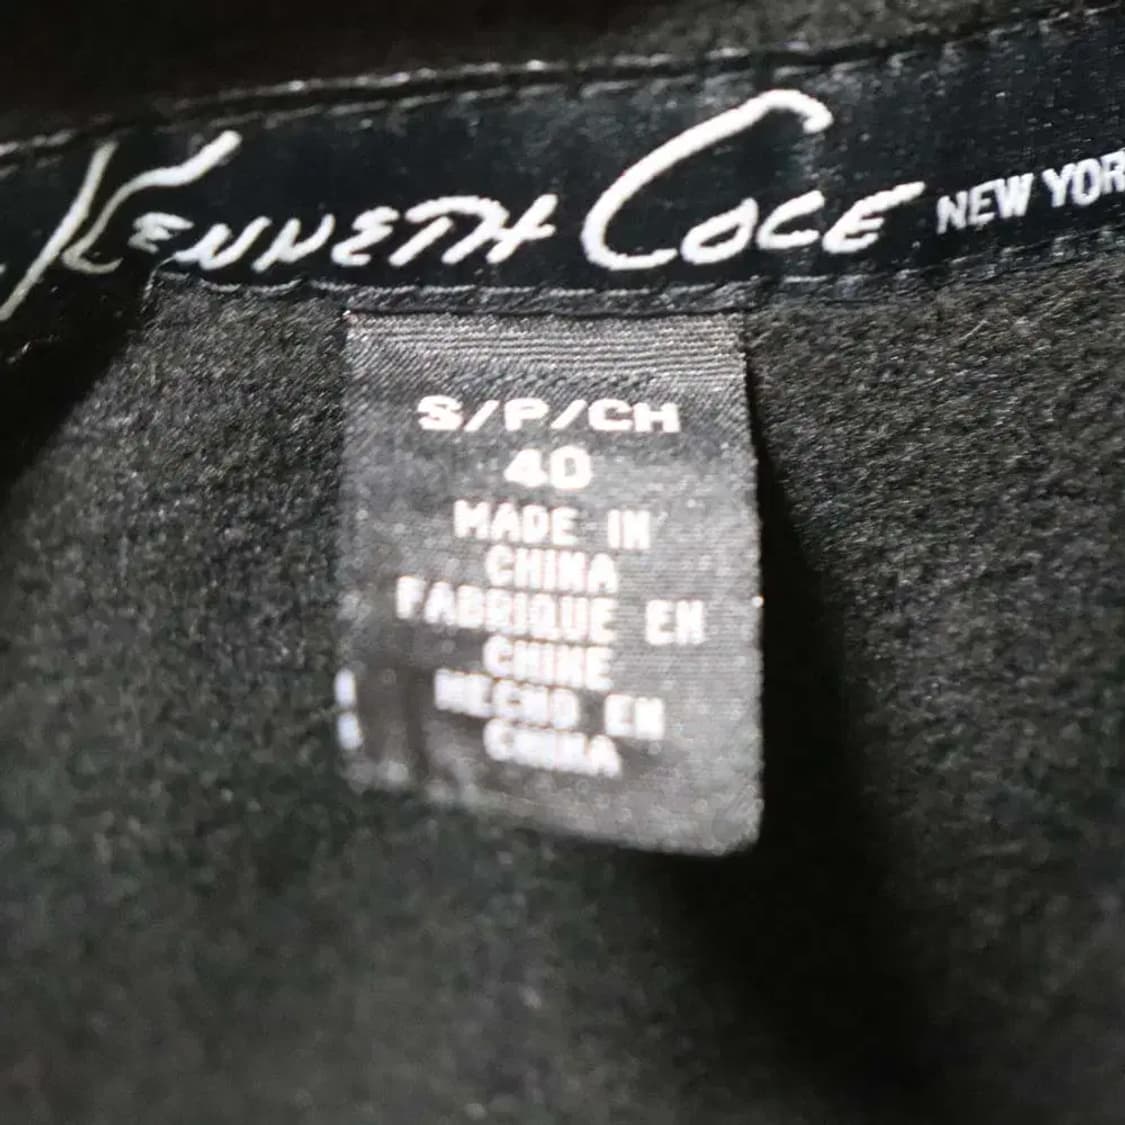 KENNETH COLE NEW YOR
S/P/CH
40
MADE IN
CHINA
FABRIQUE EN
CHINE
HECHO EN
CHINA